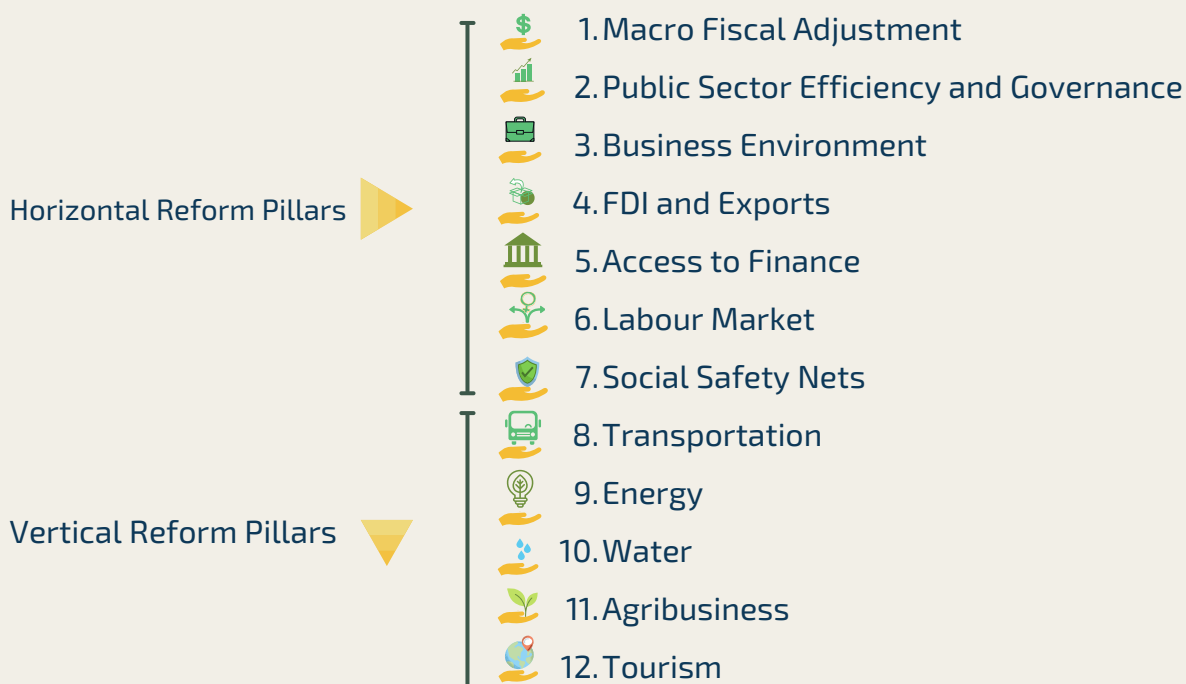 Horizontal Reform Pillars
1. Macro Fiscal Adjustment
2. Public Sector Efficiency and Governance
3. Business Environment
4. FDI and Exports
5. Access to Finance
6. Labour Market
7. Social Safety Nets
Vertical Reform Pillars
8. Transportation
9. Energy
10. Water
11. Agribusiness
12. Tourism